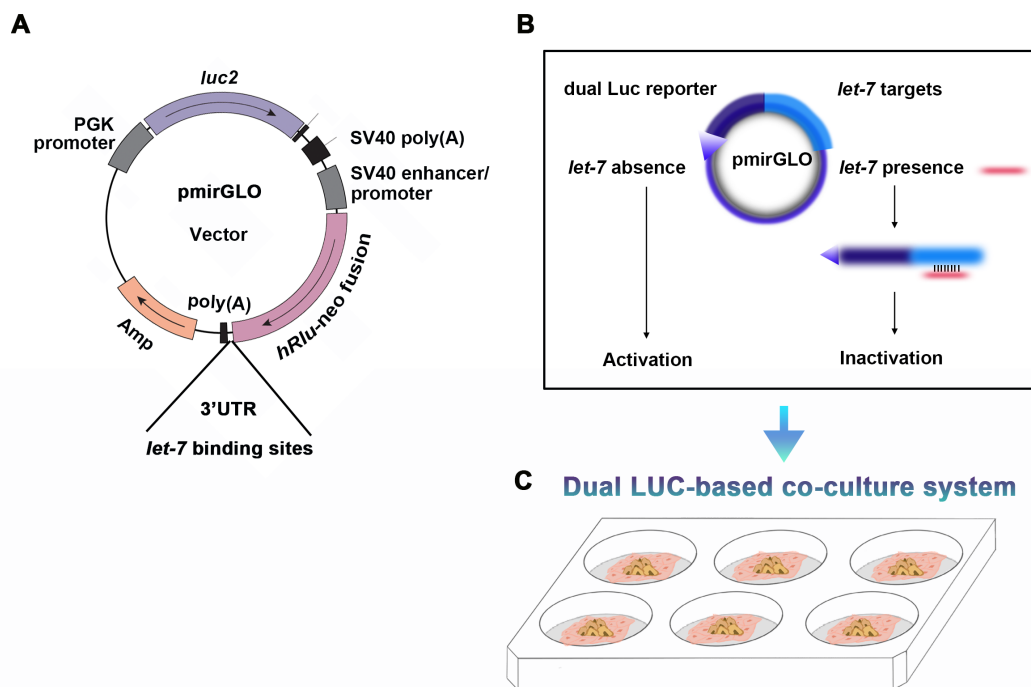 A
luc2
PGK
promoter
SV40 poly(A)
SV40 enhancer/
promoter
pmirGLO
Vector
hRlu-neo fusion
poly(A)
Amp
3’UTR
let-7 binding sites
B
dual Luc reporter
let-7 targets
pmirGLO
let-7 absence
let-7 presence
Activation
Inactivation
C
Dual LUC-based co-culture system